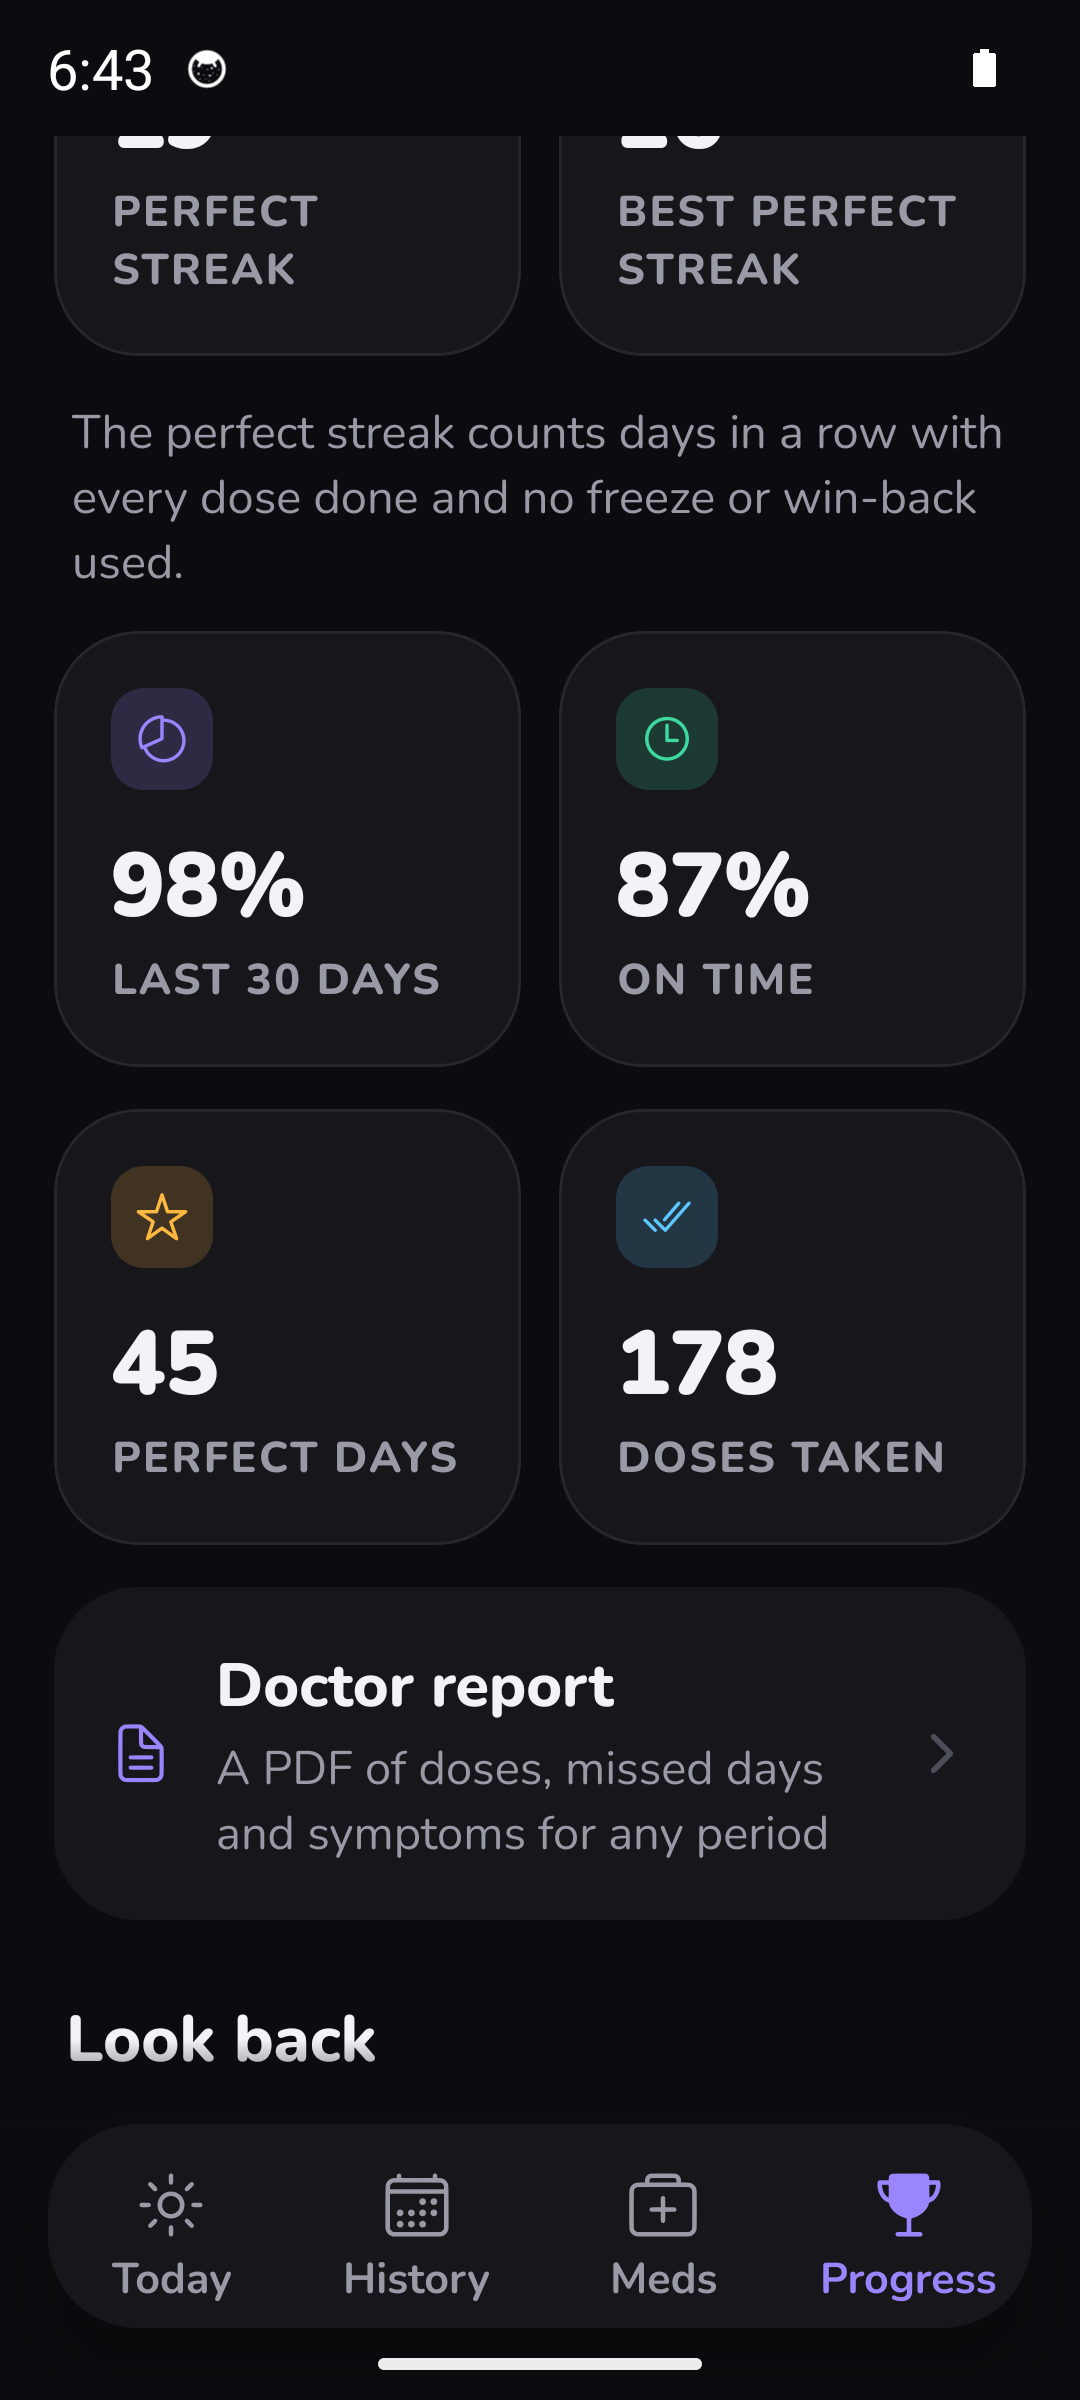 6:43
PERFECT
STREAK
BEST PERFECT
STREAK
The perfect streak counts days in a row with
every dose done and no freeze or win-back
used.
98%
LAST 30 DAYS
87%
ON TIME
45
PERFECT DAYS
178
DOSES TAKEN
Doctor report
A PDF of doses, missed days
and symptoms for any period
Look back
Today
History
Meds
Progress